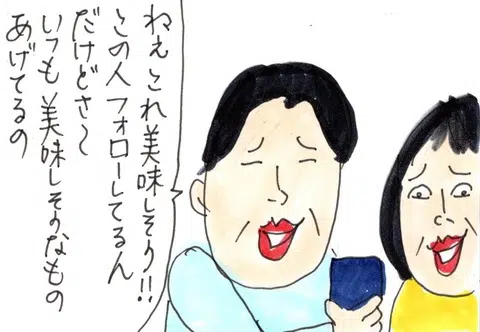 ねぇこれ美味しそう!!
この人フォローしてるん
だけどさ〜
いつも美味しそうなもの
あげてるの